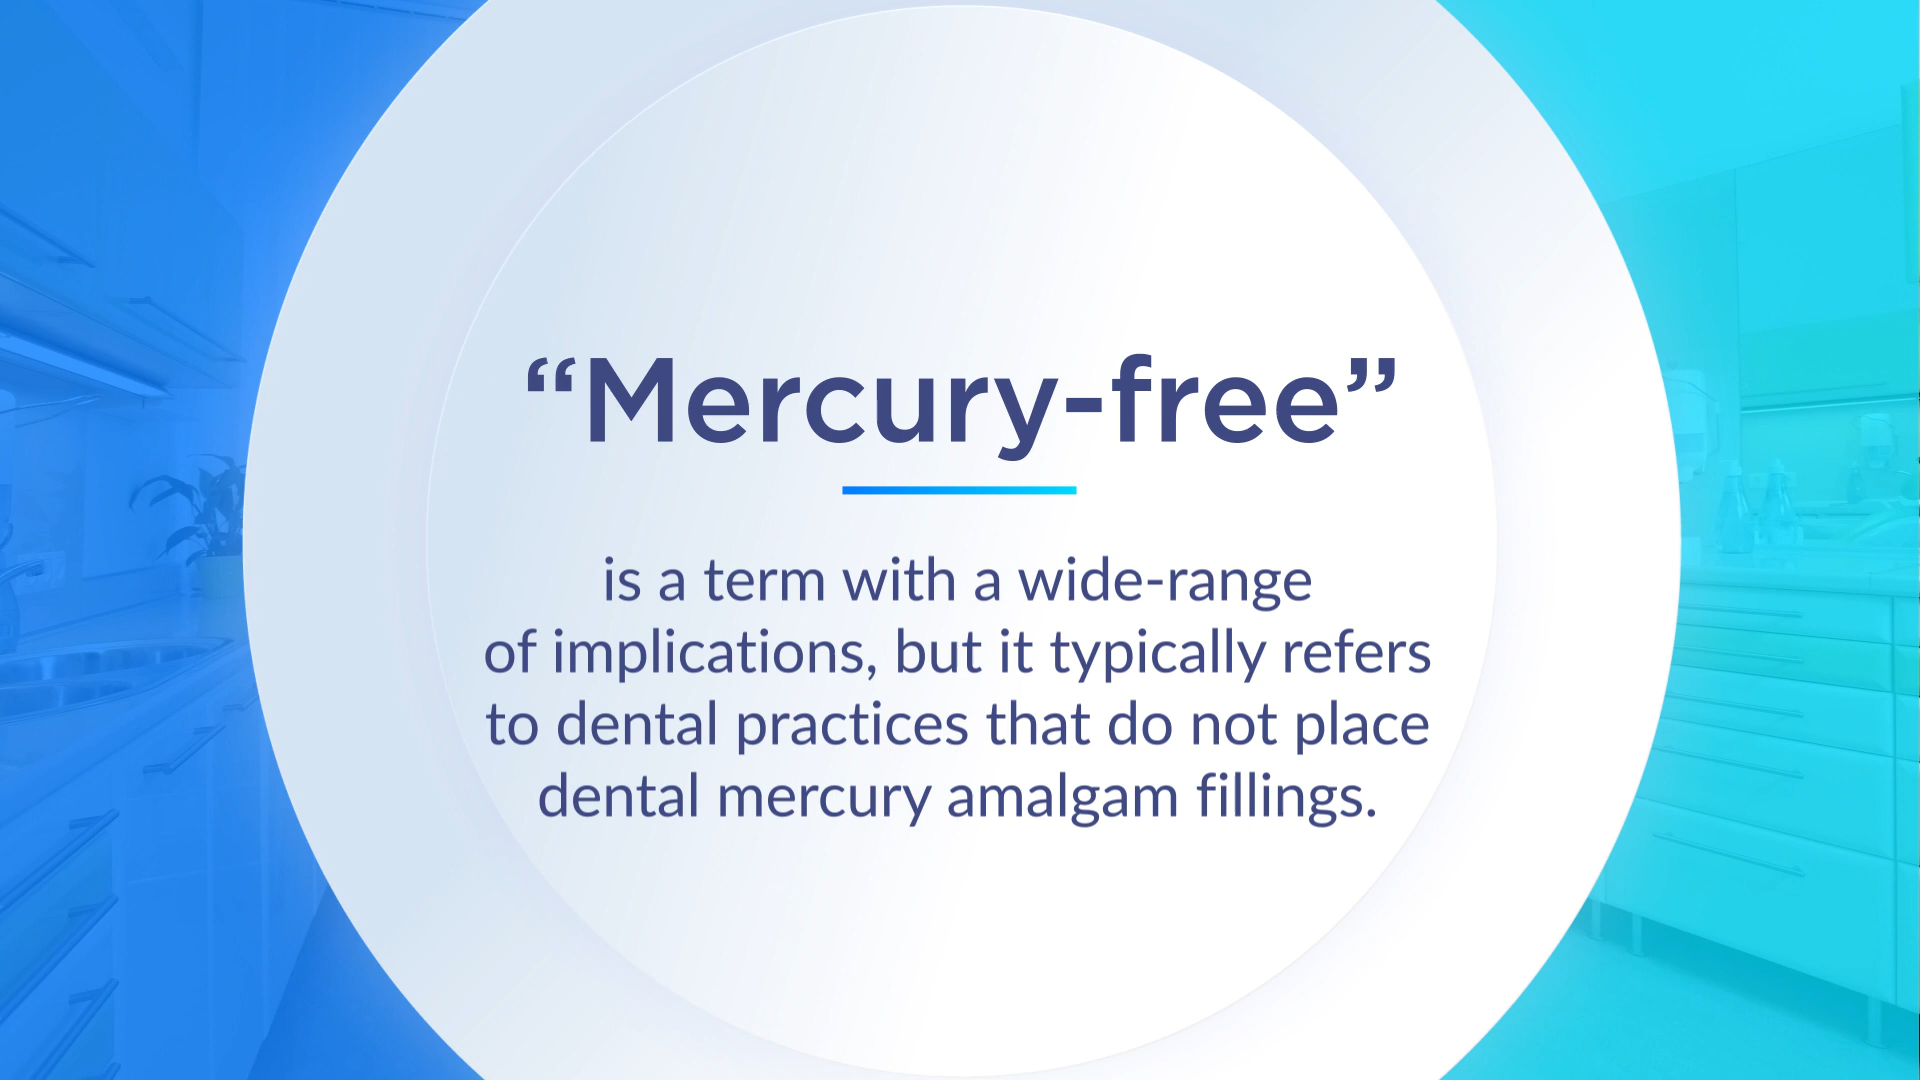 “Mercury-free”
is a term with a wide-range
of implications, but it typically refers
to dental practices that do not place
dental mercury amalgam fillings.